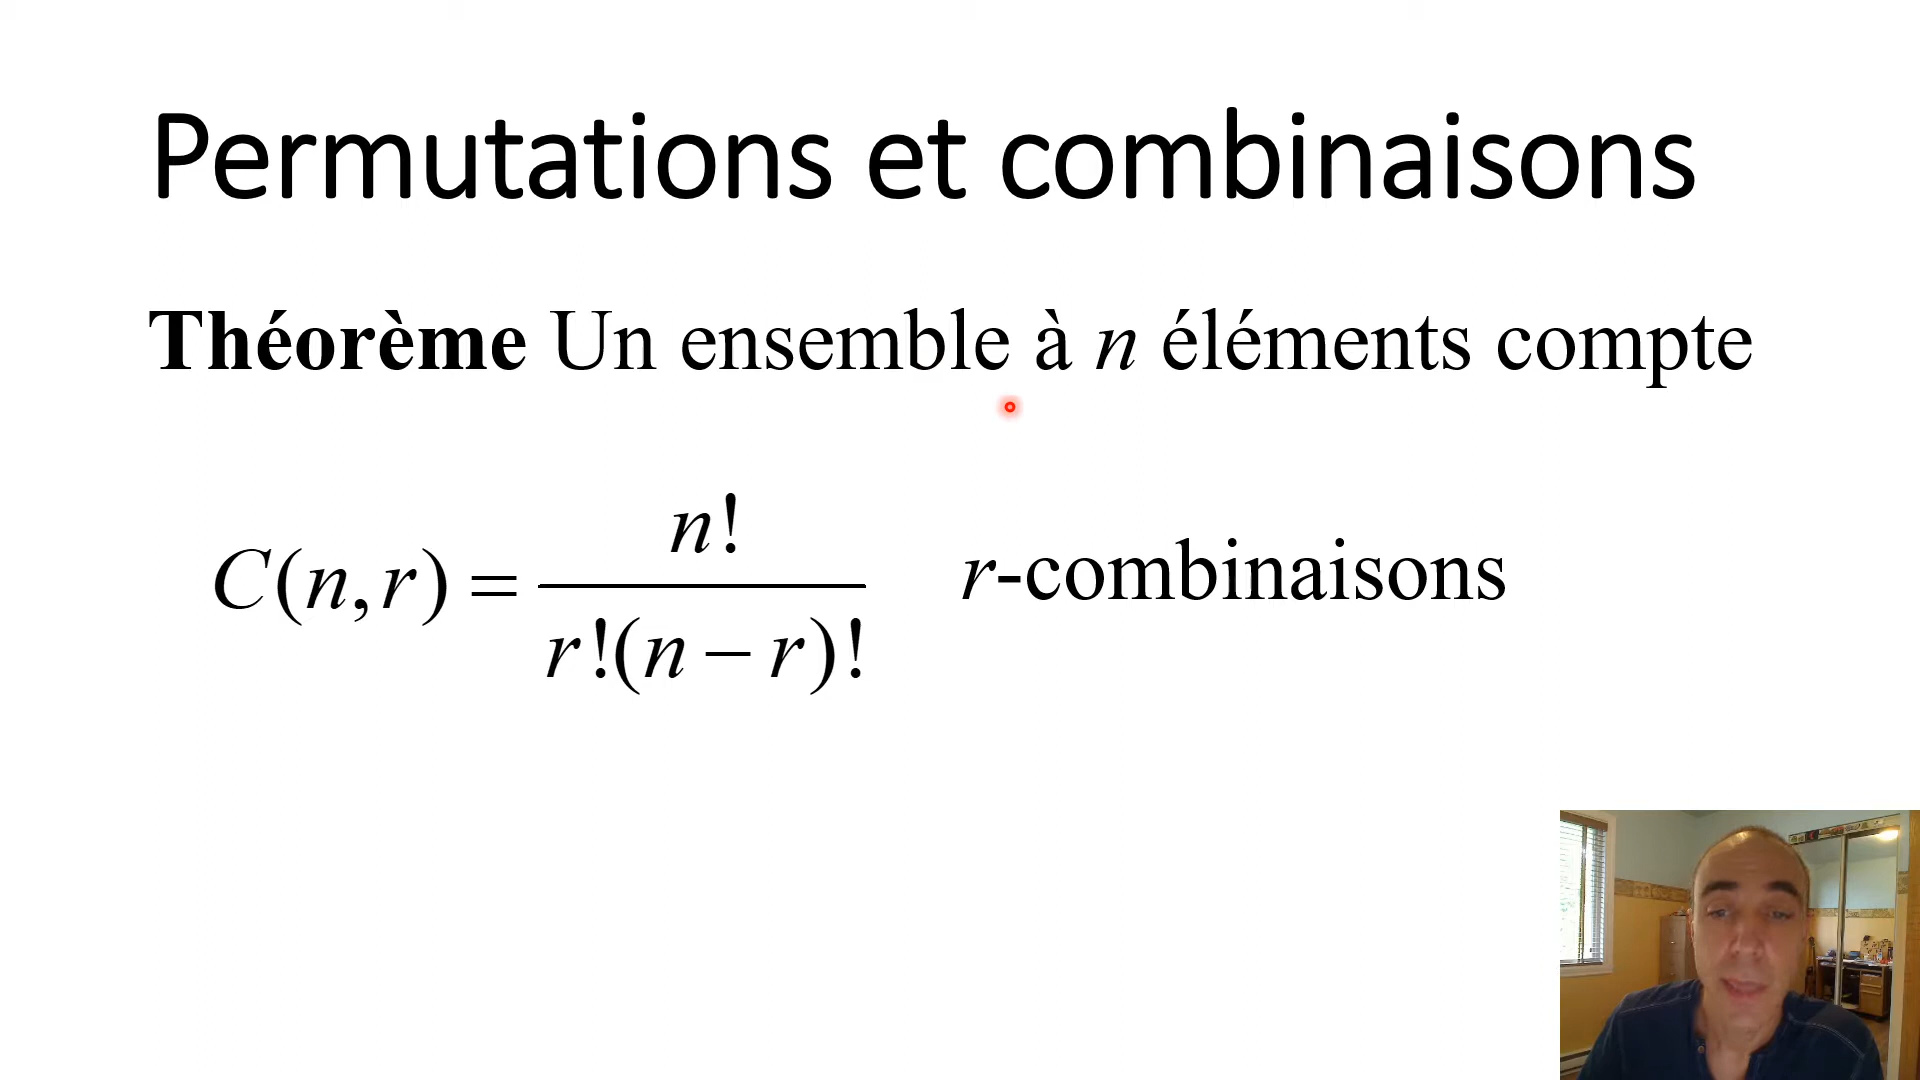 Permutations et combinaisons
Théorème Un ensemble à n éléments compte
C(n,r) = n! / r!(n − r)! r-combinaisons